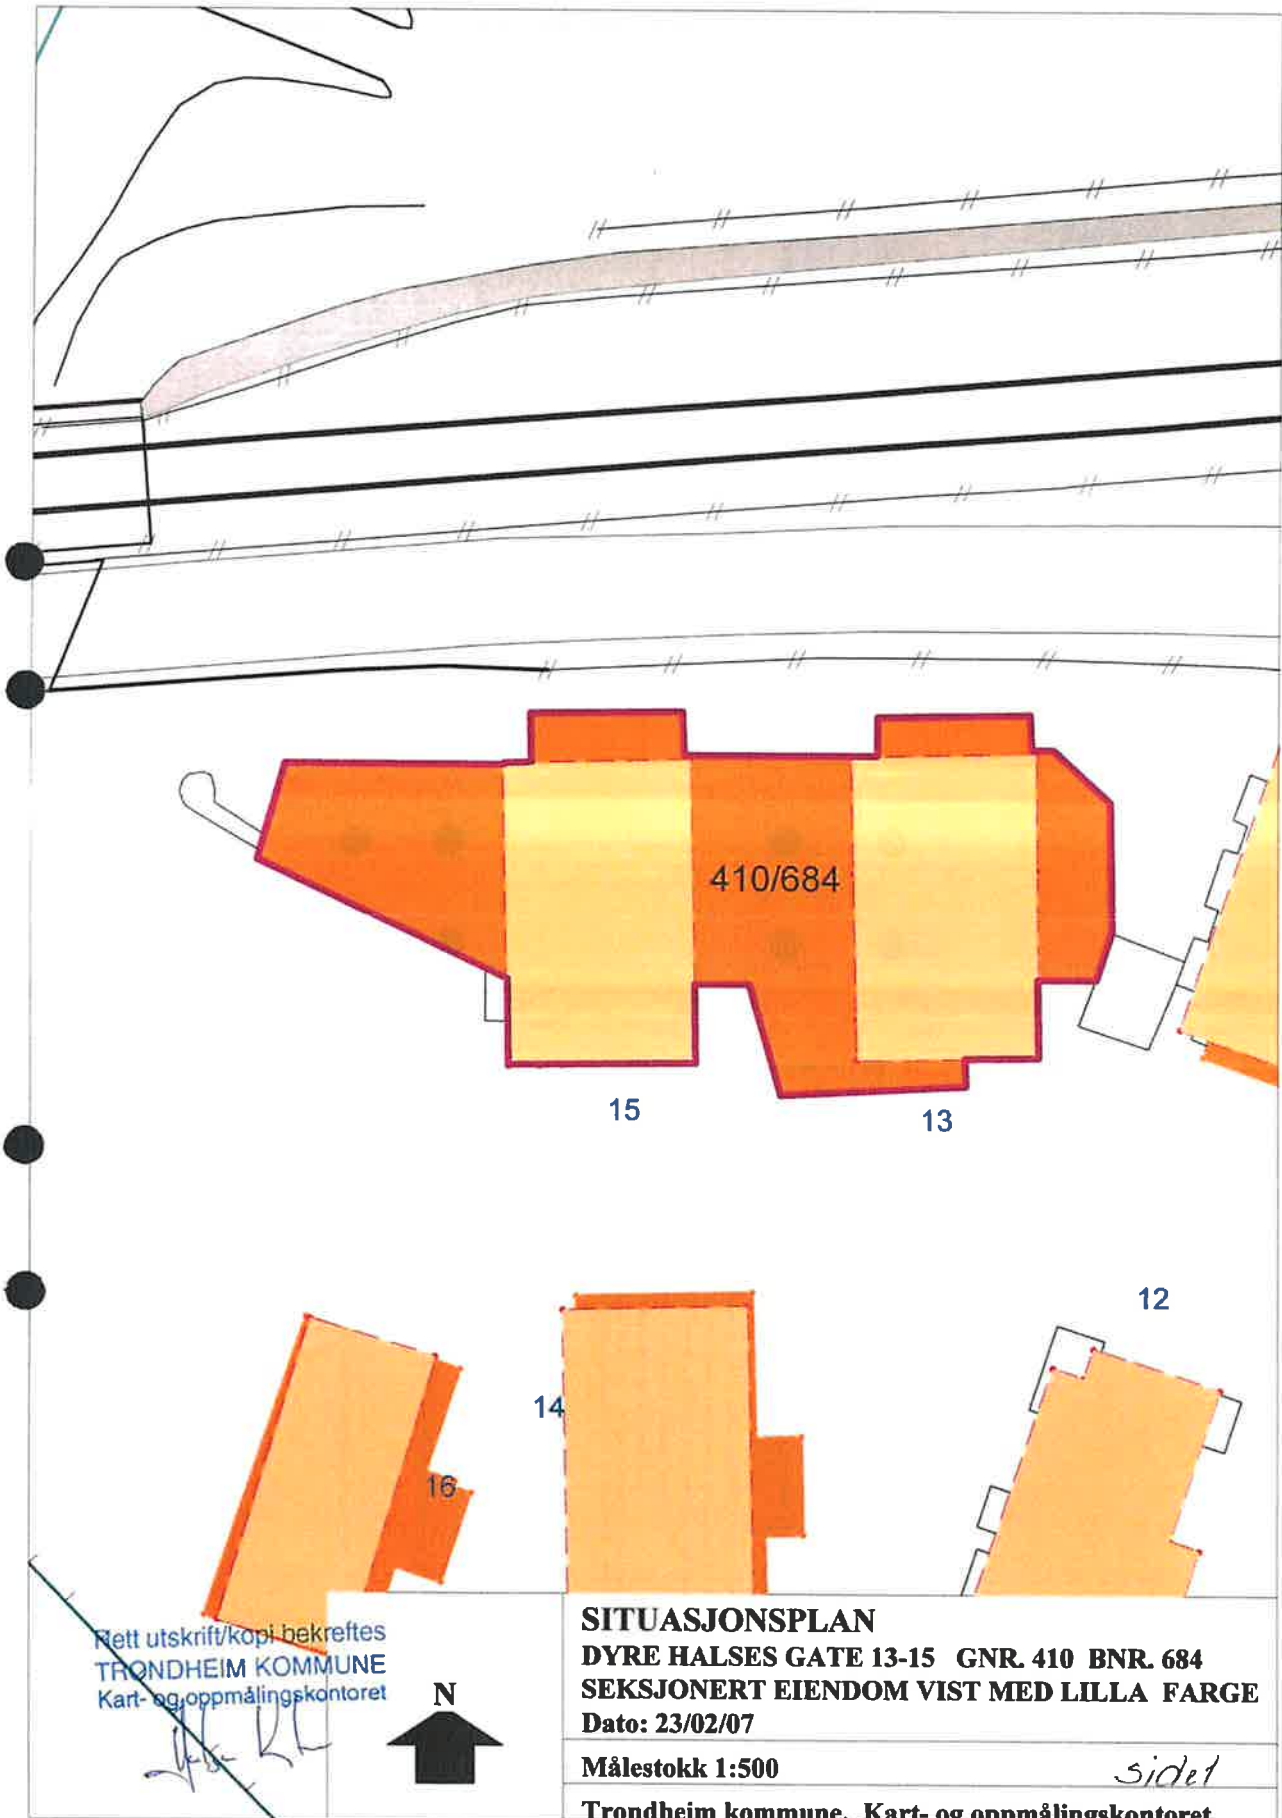 410/684
15
13
12
14
16
Rett utskrift/kopi bekreftes
TRONDHEIM KOMMUNE
Kart- og oppmålingskontoret
N
SITUASJONSPLAN
DYRE HALSES GATE 13-15 GNR. 410 BNR. 684
SEKSJONERT EIENDOM VIST MED LILLA FARGE
Dato: 23/02/07
Målestokk 1:500
side1
Trondheim kommune, Kart- og oppmålingskontoret